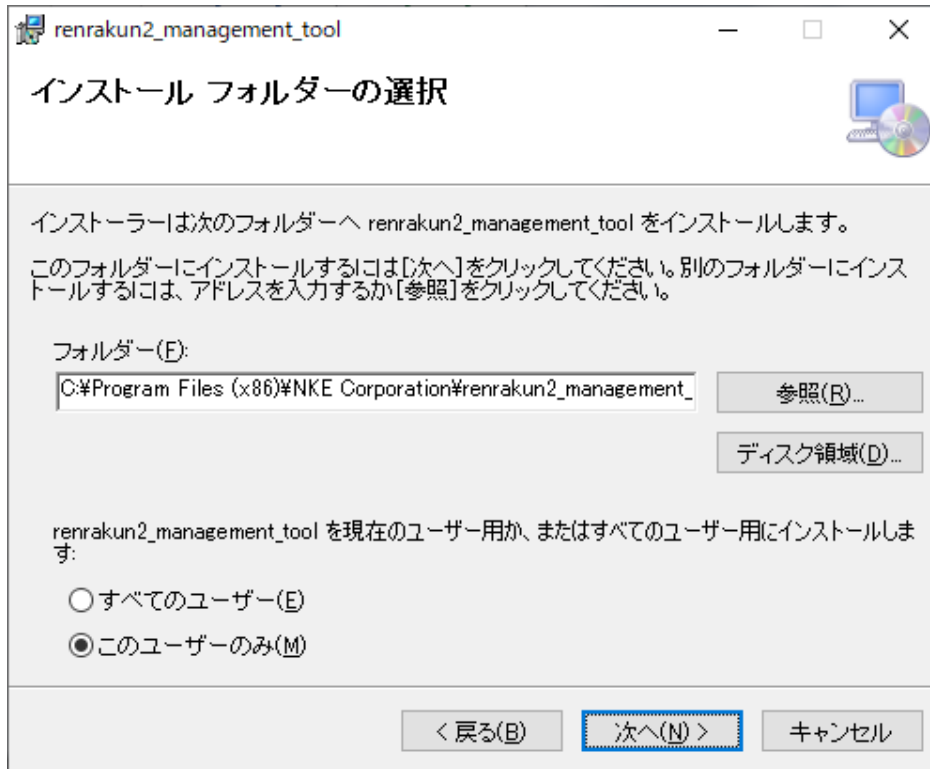 renrakun2_management_tool
インストール フォルダーの選択
インストーラーは次のフォルダーへ renrakun2_management_tool をインストールします。
このフォルダーにインストールするには[次へ]をクリックしてください。別のフォルダーにインス
トールするには、アドレスを入力するか[参照]をクリックしてください。
フォルダー(F):
C:¥Program Files (x86)¥NKE Corporation¥renrakun2_management_
参照(R)...
ディスク領域(D)...
renrakun2_management_tool を現在のユーザー用か、またはすべてのユーザー用にインストールしま
す:
すべてのユーザー(E)
このユーザーのみ(M)
< 戻る(B)
次へ(N) >
キャンセル